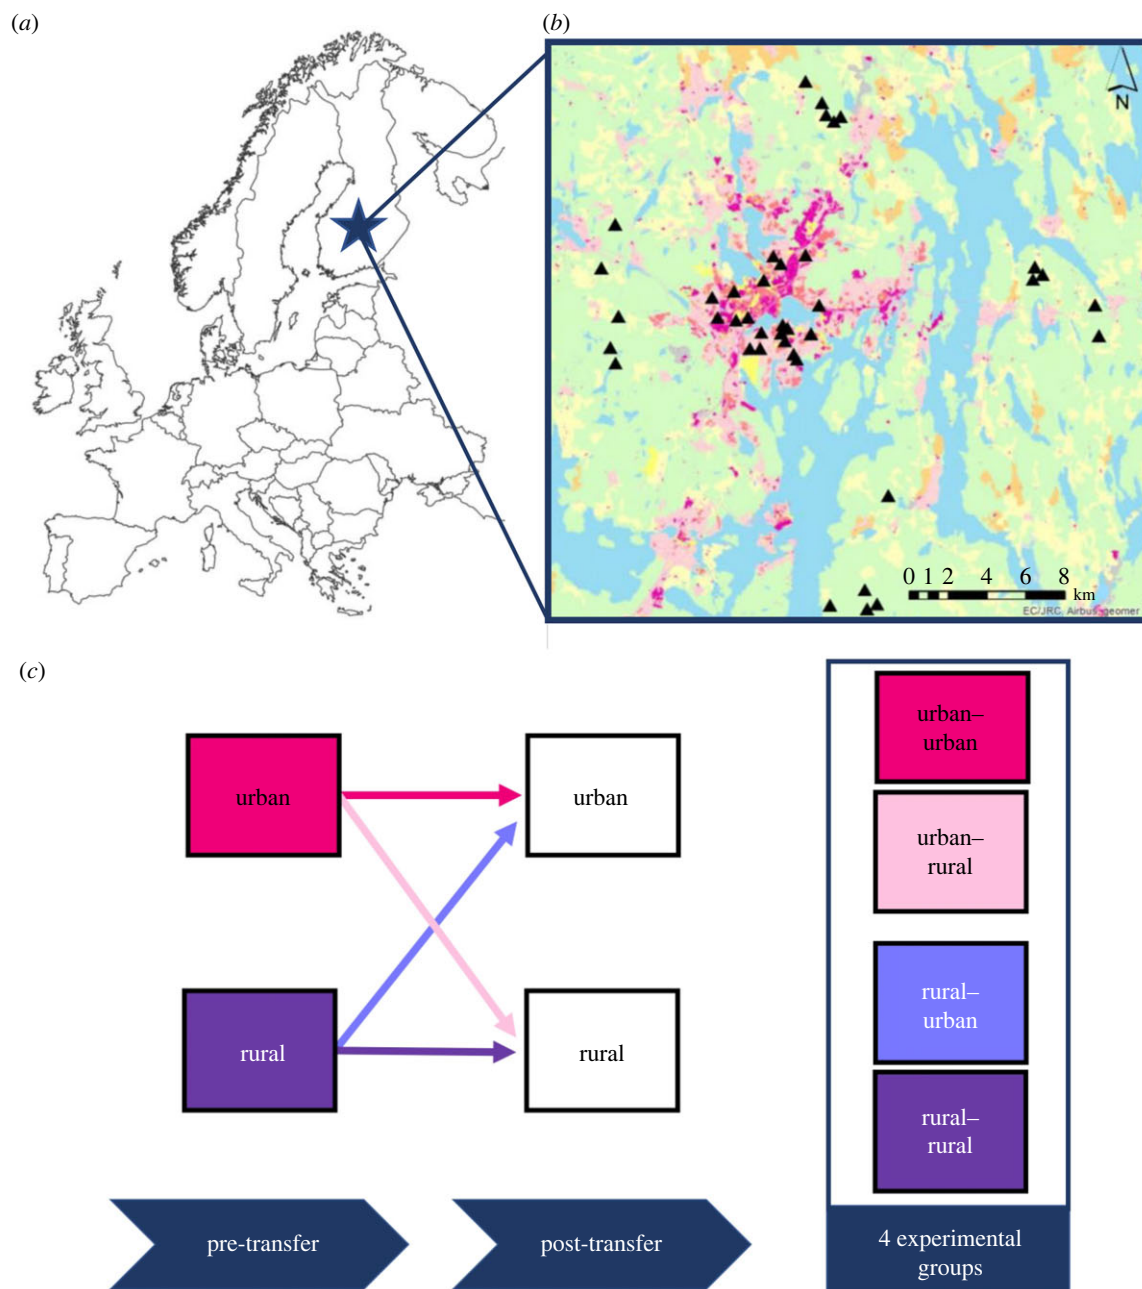 (a)
(b)
N
0 1 2 4 6 8
km
EC/JRC, Airbus, geomer
(c)
urban
urban
rural
rural
pre-transfer
post-transfer
urban–
urban
urban–
rural
rural–
urban
rural–
rural
4 experimental
groups